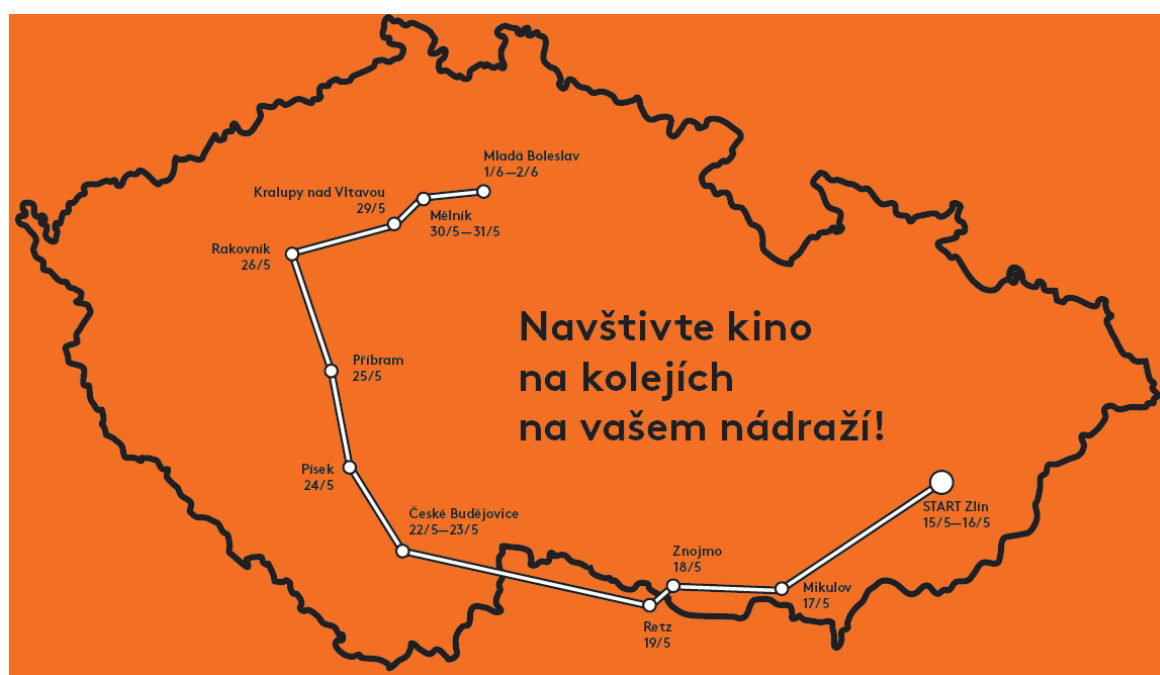 Mladá Boleslav
1/6—2/6
Kralupy nad Vltavou
29/5
Mělník
30/5—31/5
Rakovník
26/5
Navštivte kino
na kolejích
na vašem nádraží!
Příbram
25/5
Písek
24/5
České Budějovice
22/5—23/5
START Zlín
15/5—16/5
Znojmo
18/5
Mikulov
17/5
Retz
19/5